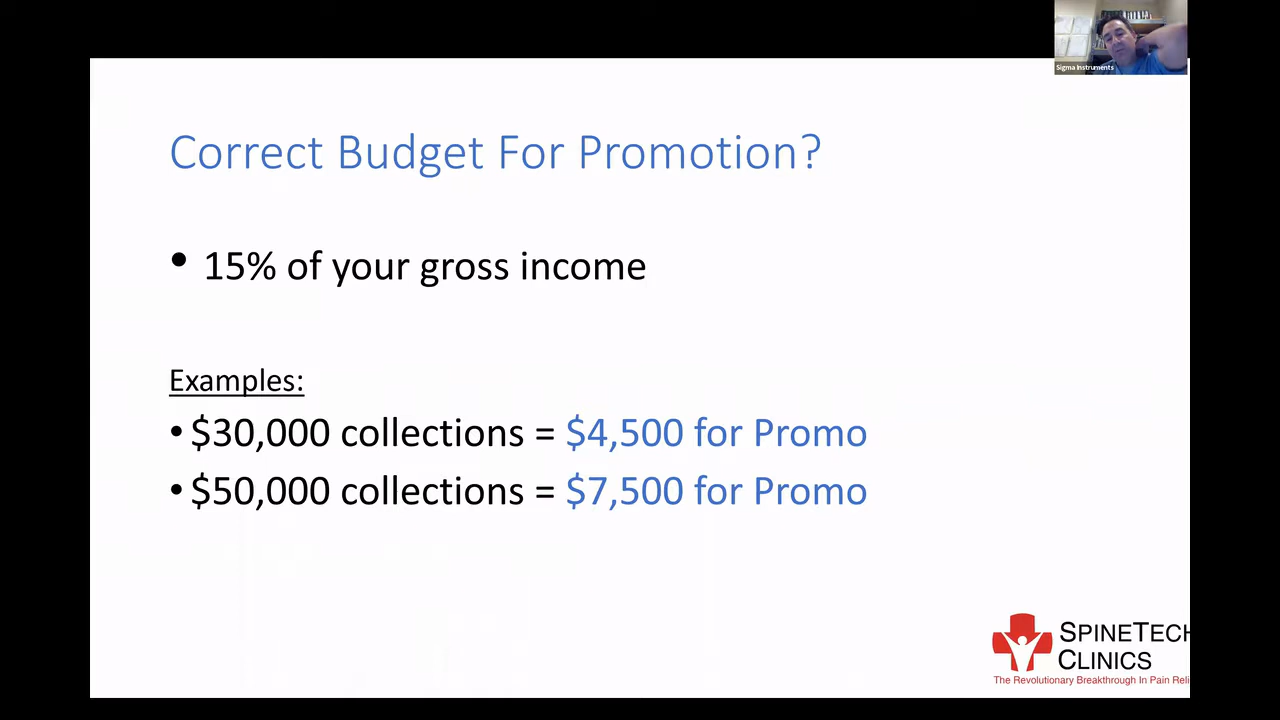 Sigma Instruments
Correct Budget For Promotion?
• 15% of your gross income
Examples:
• $30,000 collections = $4,500 for Promo
• $50,000 collections = $7,500 for Promo
SPINETECH
CLINICS
The Revolutionary Breakthrough In Pain Reli